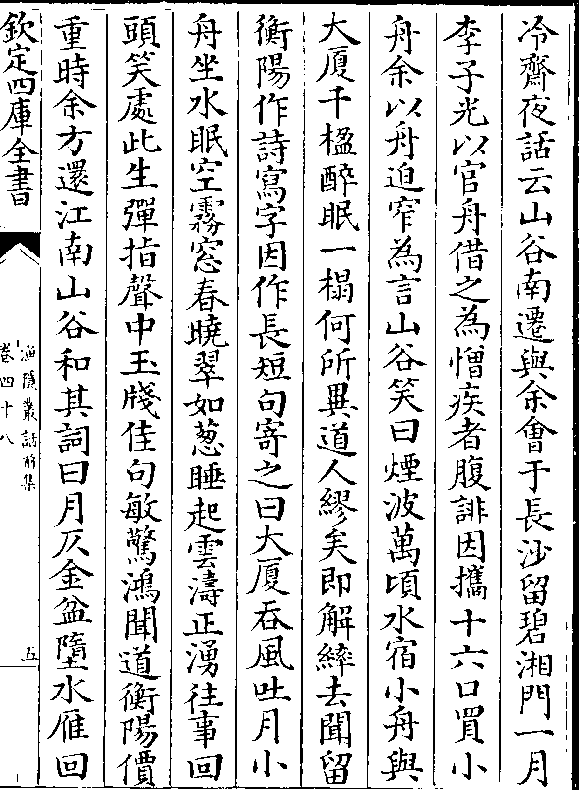 冷齋夜話云山谷南遷與余會于長沙留碧湘門一月
李子光以官舟借之為憎疾者腹誹因攜十六口買小
舟余以舟迫窄為言山谷笑曰煙波萬頃水宿小舟與
大厦千楹醉眠一榻何所異道人繆矣即解縴去聞留
衡陽作詩寫字因作長短句寄之曰大厦吞風吐月小
舟坐水眠空霧窓春曉翠如葱睡起雲濤正湧往事回
頭笑處此生彈指聲中玉牋佳句敏驚鴻聞道衡陽價
重時余方還江南山谷和其詞曰月仄金盆墮水雁回
欽定四庫全書
漁隱叢話前集
卷四十八
五